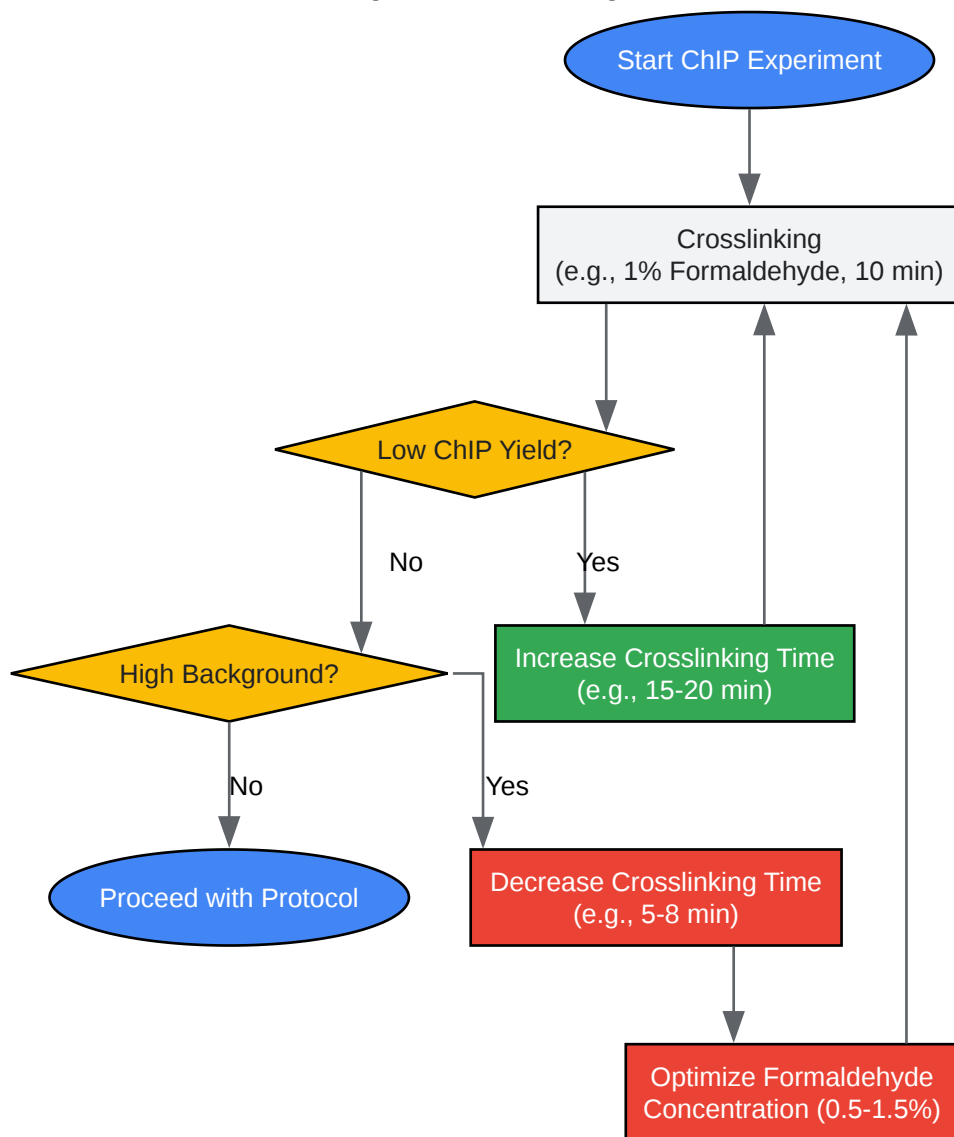 Start ChIP Experiment
Crosslinking
(e.g., 1% Formaldehyde, 10 min)
Low ChIP Yield?
No
Yes
High Background?
Increase Crosslinking Time
(e.g., 15-20 min)
No
Yes
Proceed with Protocol
Decrease Crosslinking Time
(e.g., 5-8 min)
Optimize Formaldehyde
Concentration (0.5-1.5%)